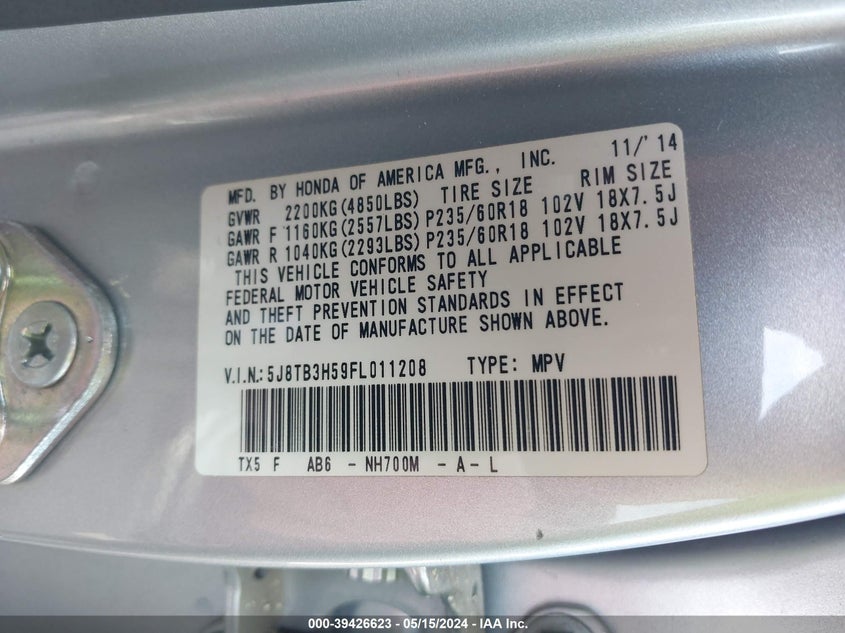 MFD. BY HONDA OF AMERICA MFG., INC. 11/'14
GVWR 2200KG(4850LBS) TIRE SIZE RIM SIZE
GAWR F 1160KG(2557LBS) P235/60R18 102V 18X7.5J
GAWR R 1040KG(2293LBS) P235/60R18 102V 18X7.5J
THIS VEHICLE CONFORMS TO ALL APPLICABLE
FEDERAL MOTOR VEHICLE SAFETY
AND THEFT PREVENTION STANDARDS IN EFFECT
ON THE DATE OF MANUFACTURE SHOWN ABOVE.
V.I.N.: 5J8TB3H59FL011208 TYPE: MPV
TX5 F AB6 - NH700M - A - L
000-39426623 - 05/15/2024 - IAA Inc.